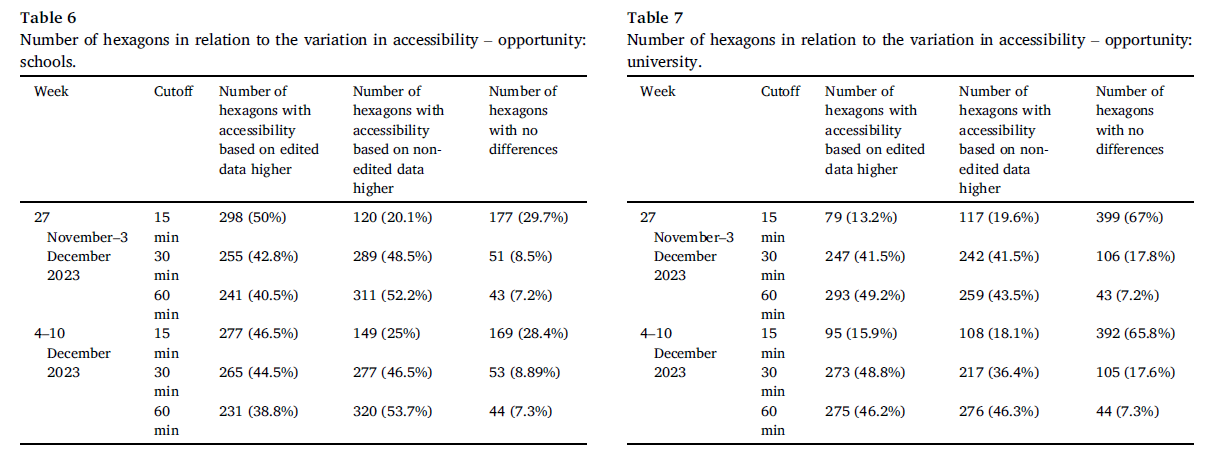 Table 6
Number of hexagons in relation to the variation in accessibility – opportunity:
schools.
Week Cutoff Number of Number of Number of
hexagons with hexagons with hexagons
accessibility accessibility with no
based on edited based on non- differences
data higher edited data
higher
27 15 298 (50%) 120 (20.1%) 177 (29.7%)
November–3 min
December 30 255 (42.8%) 289 (48.5%) 51 (8.5%)
2023 min
60 241 (40.5%) 311 (52.2%) 43 (7.2%)
min
4–10 15 277 (46.5%) 149 (25%) 169 (28.4%)
December min
2023 30 265 (44.5%) 277 (46.5%) 53 (8.89%)
min
60 231 (38.8%) 320 (53.7%) 44 (7.3%)
min
Table 7
Number of hexagons in relation to the variation in accessibility – opportunity:
university.
Week Cutoff Number of Number of Number of
hexagons with hexagons with hexagons
accessibility accessibility with no
based on edited based on non- differences
data higher edited data
higher
27 15 79 (13.2%) 117 (19.6%) 399 (67%)
November–3 min
December 30 247 (41.5%) 242 (41.5%) 106 (17.8%)
2023 min
60 293 (49.2%) 259 (43.5%) 43 (7.2%)
min
4–10 15 95 (15.9%) 108 (18.1%) 392 (65.8%)
December min
2023 30 273 (48.8%) 217 (36.4%) 105 (17.6%)
min
60 275 (46.2%) 276 (46.3%) 44 (7.3%)
min